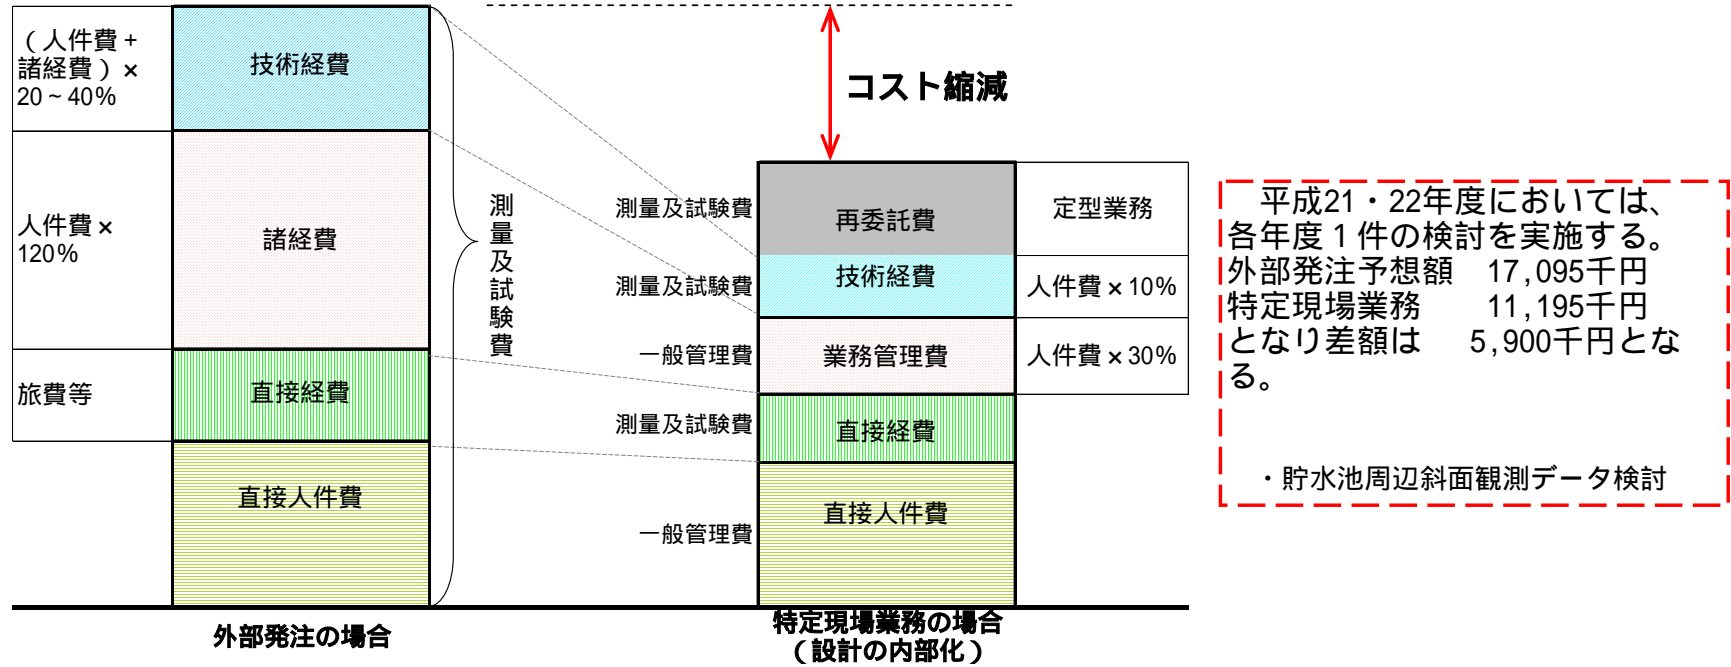 （人件費+
諸経費）×
20~40%
技術経費
人件費×
120%
諸経費
旅費等
直接経費
直接人件費
測量及試験費
外部発注の場合
コスト縮減
測量及試験費
再委託費
定型業務
測量及試験費
技術経費
人件費×10%
一般管理費
業務管理費
人件費×30%
測量及試験費
直接経費
一般管理費
直接人件費
特定現場業務の場合
（設計の内部化）
平成21・22年度においては、
各年度１件の検討を実施する。
外部発注予想額　17,095千円
特定現場業務　11,195千円
となり差額は　5,900千円とな
る。
・貯水池周辺斜面観測データ検討